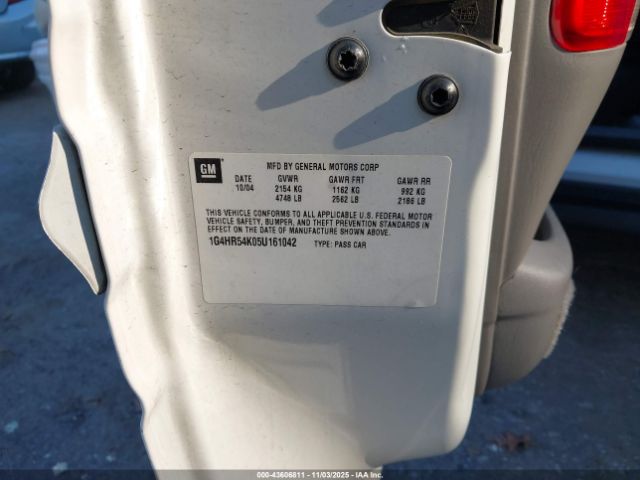 GM
MFD BY GENERAL MOTORS CORP
DATE GVWR GAWR FRT GAWR RR
10/04 2154 KG 1162 KG 992 KG
4748 LB 2562 LB 2186 LB
THIS VEHICLE CONFORMS TO ALL APPLICABLE U.S. FEDERAL MOTOR
VEHICLE SAFETY, BUMPER, AND THEFT PREVENTION STANDARDS IN
EFFECT ON THE DATE OF MANUFACTURE SHOWN ABOVE.
1G4HR54K05U161042 TYPE: PASS CAR
000-43606811 - 11/03/2025 - IAA Inc.